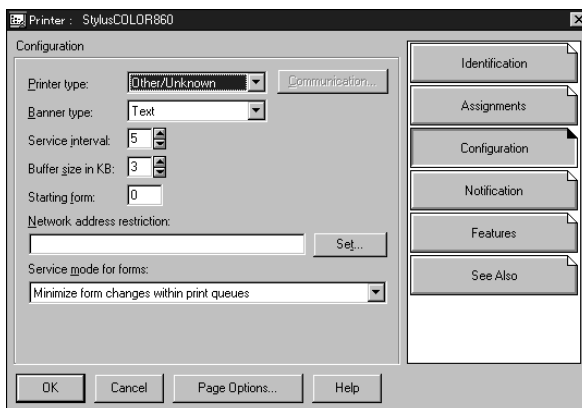 Printer : StylusCOLOR860
Configuration
Printer type: Other/Unknown Communication...
Banner type: Text
Service interval: 5
Buffer size in KB: 3
Starting form: 0
Network address restriction:
Set...
Service mode for forms:
Minimize form changes within print queues
OK Cancel Page Options... Help
Identification
Assignments
Configuration
Notification
Features
See Also